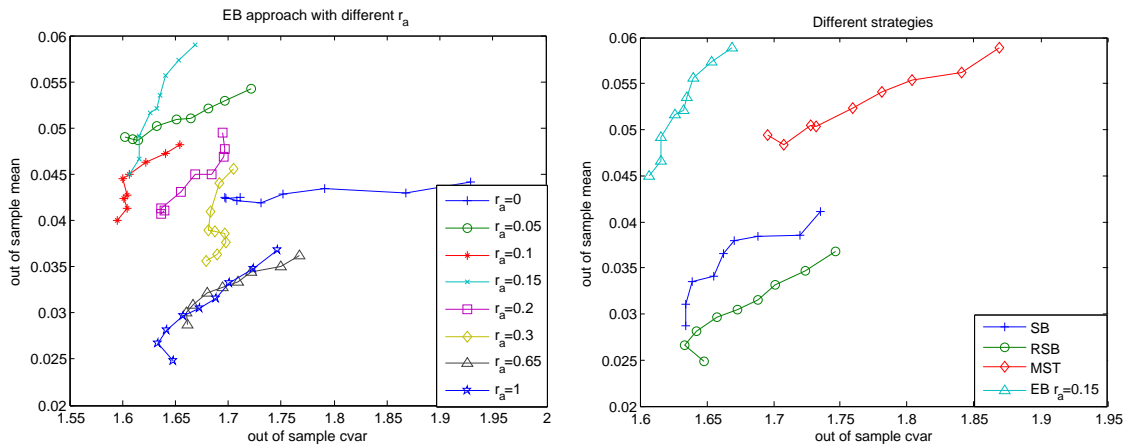 EB approach with different r_a
0.06
0.055
0.05
0.045
0.04
0.035
0.03
0.025
0.02
out of sample mean
1.55
1.6
1.65
1.7
1.75
1.8
1.85
1.9
1.95
2
out of sample cvar
r_a=0
r_a=0.05
r_a=0.1
r_a=0.15
r_a=0.2
r_a=0.3
r_a=0.65
r_a=1
Different strategies
0.06
0.055
0.05
0.045
0.04
0.035
0.03
0.025
0.02
out of sample mean
1.6
1.65
1.7
1.75
1.8
1.85
1.9
1.95
out of sample cvar
SB
RSB
MST
EB r_a=0.15